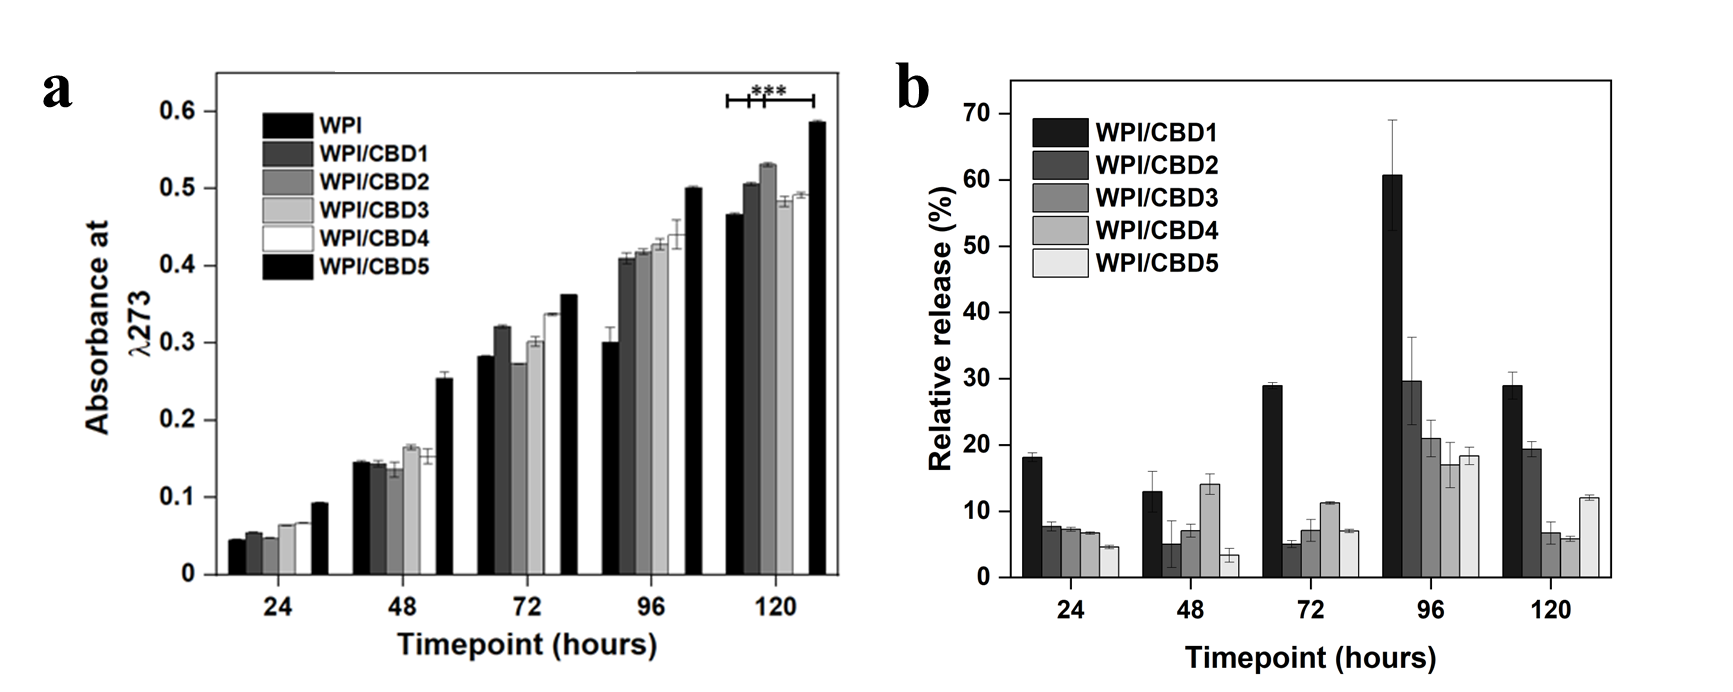 a
***
0.6
0.5
0.4
0.3
0.2
0.1
0
WPI
WPI/CBD1
WPI/CBD2
WPI/CBD3
WPI/CBD4
WPI/CBD5
Absorbance at
λ273
24 48 72 96 120
Timepoint (hours)
b
70
60
50
40
30
20
10
0
WPI/CBD1
WPI/CBD2
WPI/CBD3
WPI/CBD4
WPI/CBD5
Relative release (%)
24 48 72 96 120
Timepoint (hours)